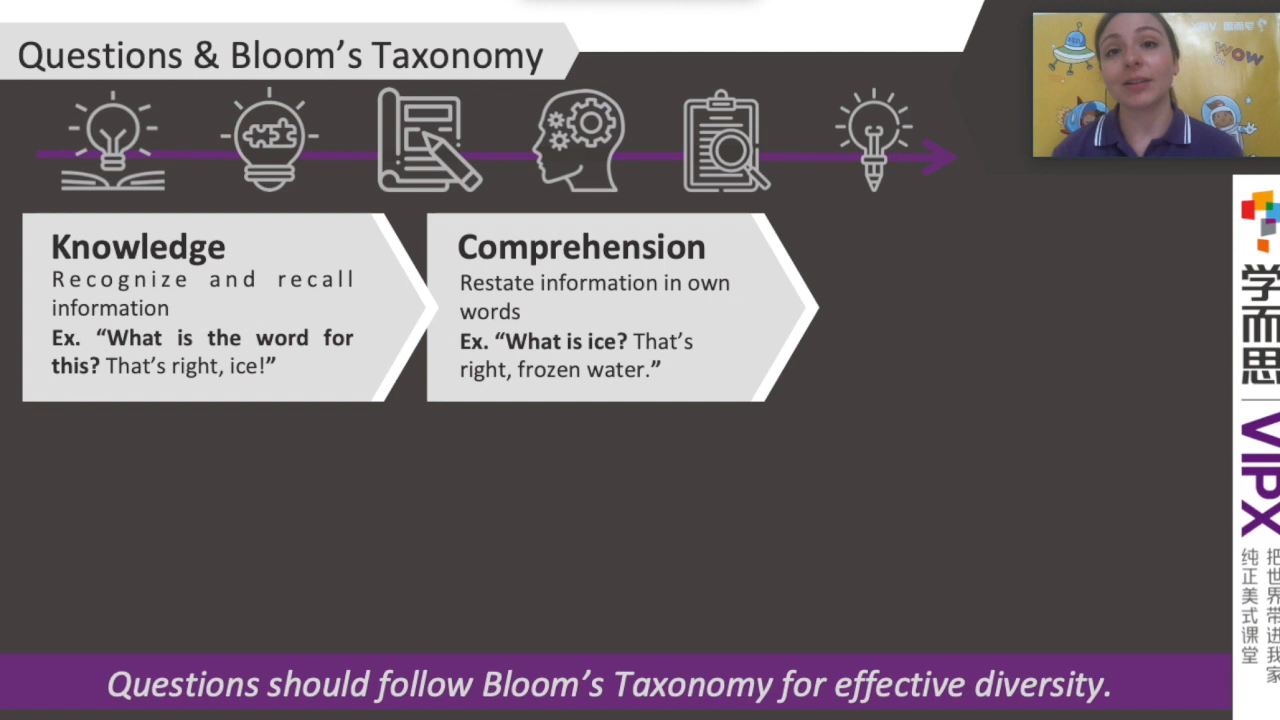 Questions & Bloom’s Taxonomy
WOW
Knowledge
Recognize and recall
information
Ex. “What is the word for
this? That’s right, ice!”
Comprehension
Restate information in own
words
Ex. “What is ice? That’s
right, frozen water.”
Questions should follow Bloom’s Taxonomy for effective diversity.
学而思
VIPX
把世界带进我家
纯正美式课堂